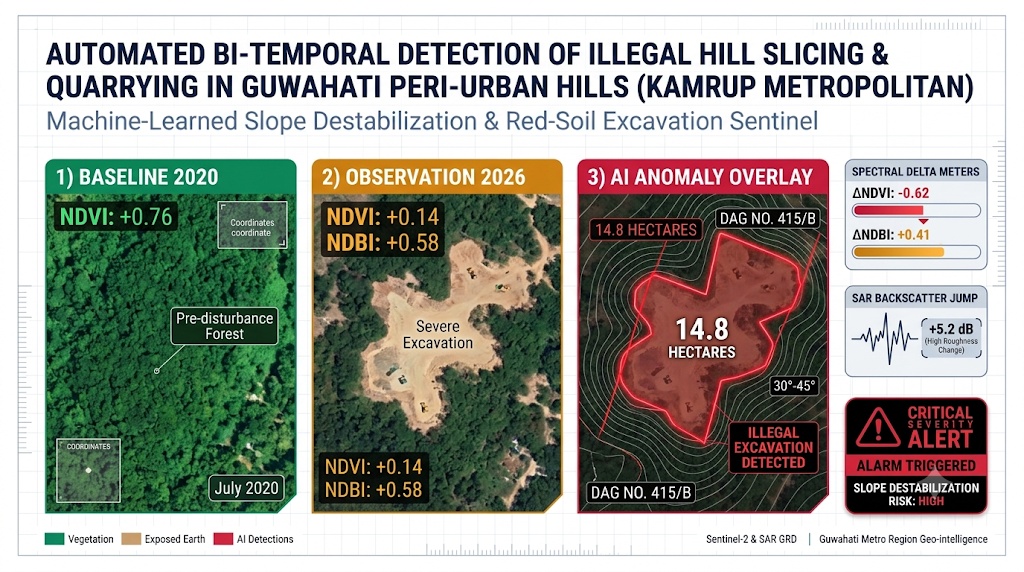 AUTOMATED BI-TEMPORAL DETECTION OF ILLEGAL HILL SLICING &
QUARRYING IN GUWAHATI PERI-URBAN HILLS (KAMRUP METROPOLITAN)
Machine-Learned Slope Destabilization & Red-Soil Excavation Sentinel
1) BASELINE 2020
NDVI: +0.76
Coordinates
coordinate
Pre-disturbance
Forest
COORDINATES
July 2020
2) OBSERVATION 2026
NDVI: +0.14
NDBI: +0.58
Severe
Excavation
NDVI: +0.14
NDBI: +0.58
3) AI ANOMALY OVERLAY
DAG NO. 415/B
14.8 HECTARES
14.8
HECTARES
30°-45°
ILLEGAL
EXCAVATION
DETECTED
DAG NO. 415/B
SPECTRAL DELTA METERS
ΔNDVI: -0.62
ΔNDBI: +0.41
SAR BACKSCATTER JUMP
+5.2 dB
(High Roughness
Change)
CRITICAL
SEVERITY
ALERT
ALARM TRIGGERED
SLOPE DESTABILIZATION
RISK: HIGH
Vegetation
Exposed Earth
AI Detections
Sentinel-2 & SAR GRD | Guwahati Metro Region Geo-intelligence